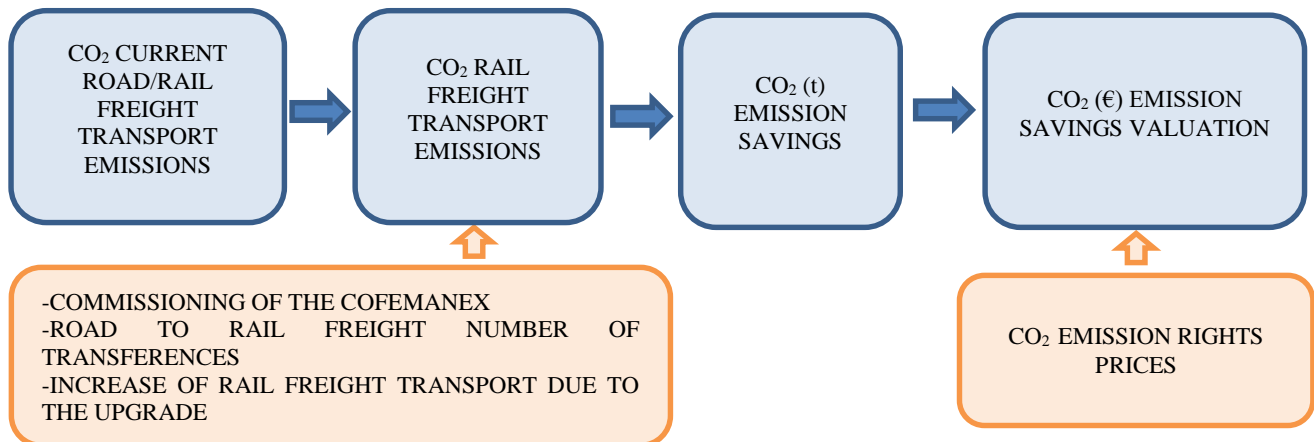 CO₂ CURRENT
ROAD/RAIL
FREIGHT
TRANSPORT
EMISSIONS
CO₂ RAIL
FREIGHT
TRANSPORT
EMISSIONS
CO₂ (t)
EMISSION
SAVINGS
CO₂ (€) EMISSION
SAVINGS VALUATION
-COMMISSIONING OF THE COFEMANEX
-ROAD TO RAIL FREIGHT NUMBER OF
TRANSFERENCES
-INCREASE OF RAIL FREIGHT TRANSPORT DUE TO
THE UPGRADE
CO₂ EMISSION RIGHTS
PRICES